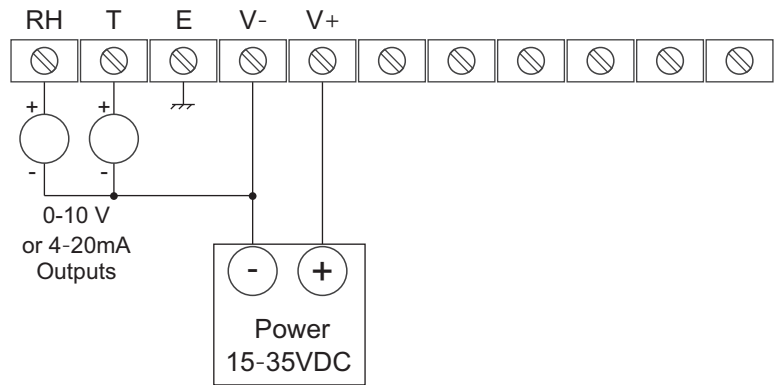 RH T E V- V+
+ +
- -
0-10 V
or 4-20mA
Outputs
- +
Power
15-35VDC